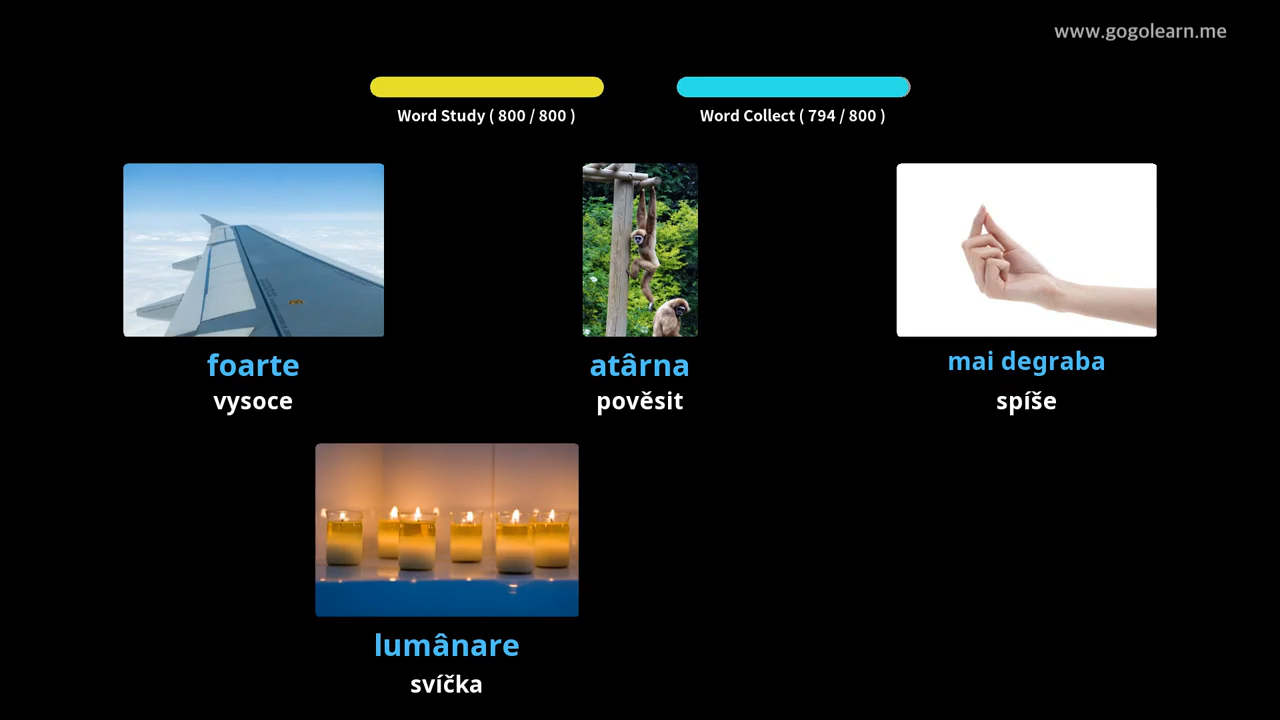 www.gogolearn.me
Word Study ( 800 / 800 )
Word Collect ( 794 / 800 )
foarte
vysoce
atârna
pověsit
mai degraba
spíše
lumânare
svíčka